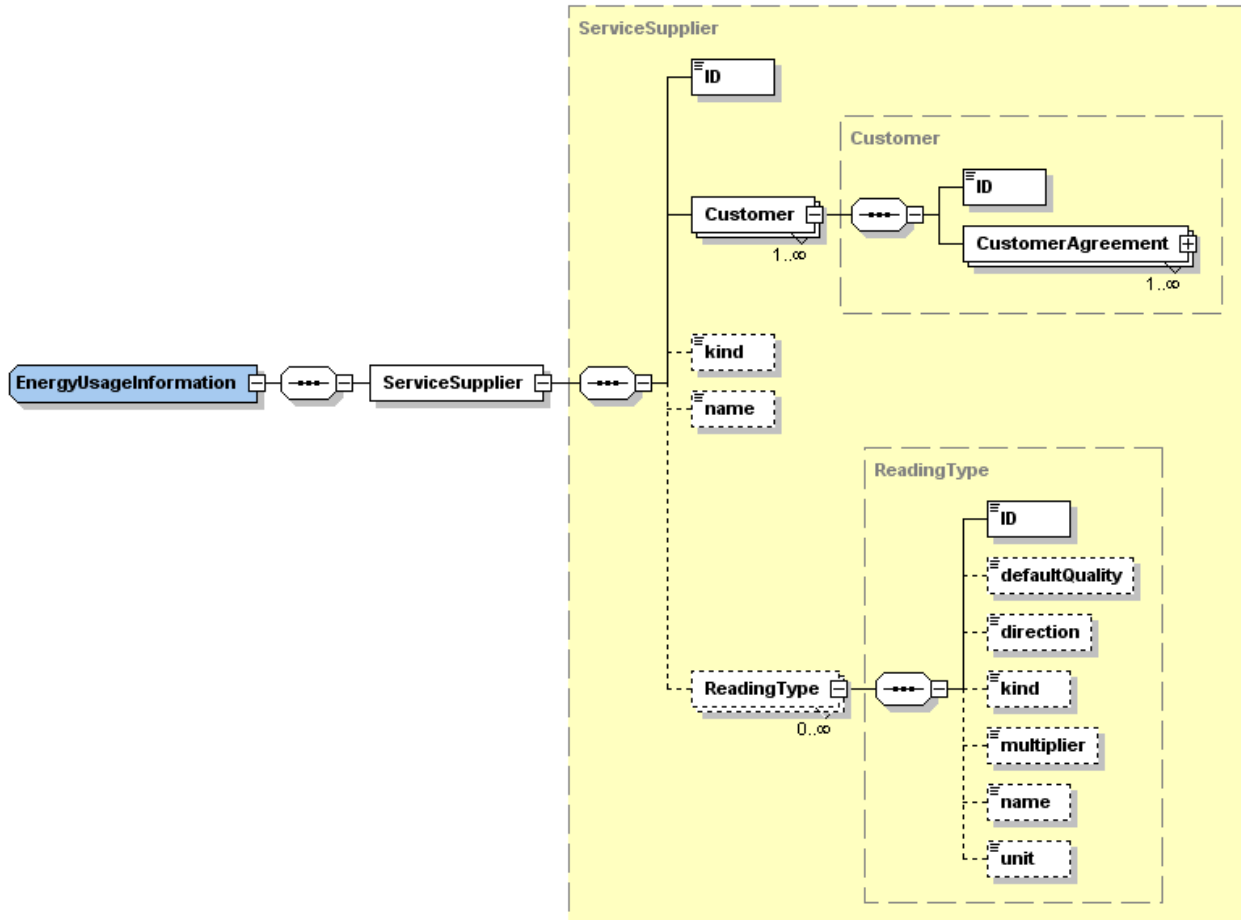 ServiceSupplier
ID
Customer
ID
Customer
1..∞
CustomerAgreement
1..∞
kind
EnergyUsageInformation
ServiceSupplier
name
ReadingType
ID
defaultQuality
direction
ReadingType
0..∞
kind
multiplier
name
unit